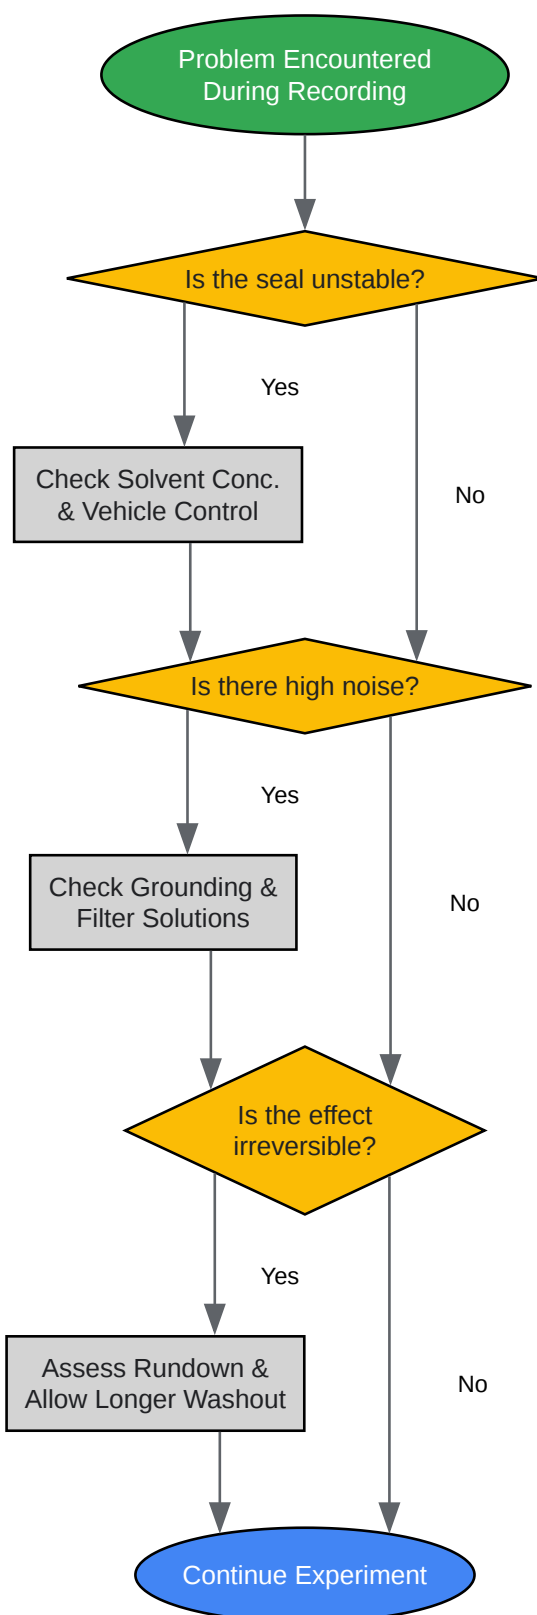 Problem Encountered
During Recording
Is the seal unstable?
Yes
Check Solvent Conc.
& Vehicle Control
No
Is there high noise?
Yes
Check Grounding &
Filter Solutions
No
Is the effect
irreversible?
Yes
Assess Rundown &
Allow Longer Washout
No
Continue Experiment